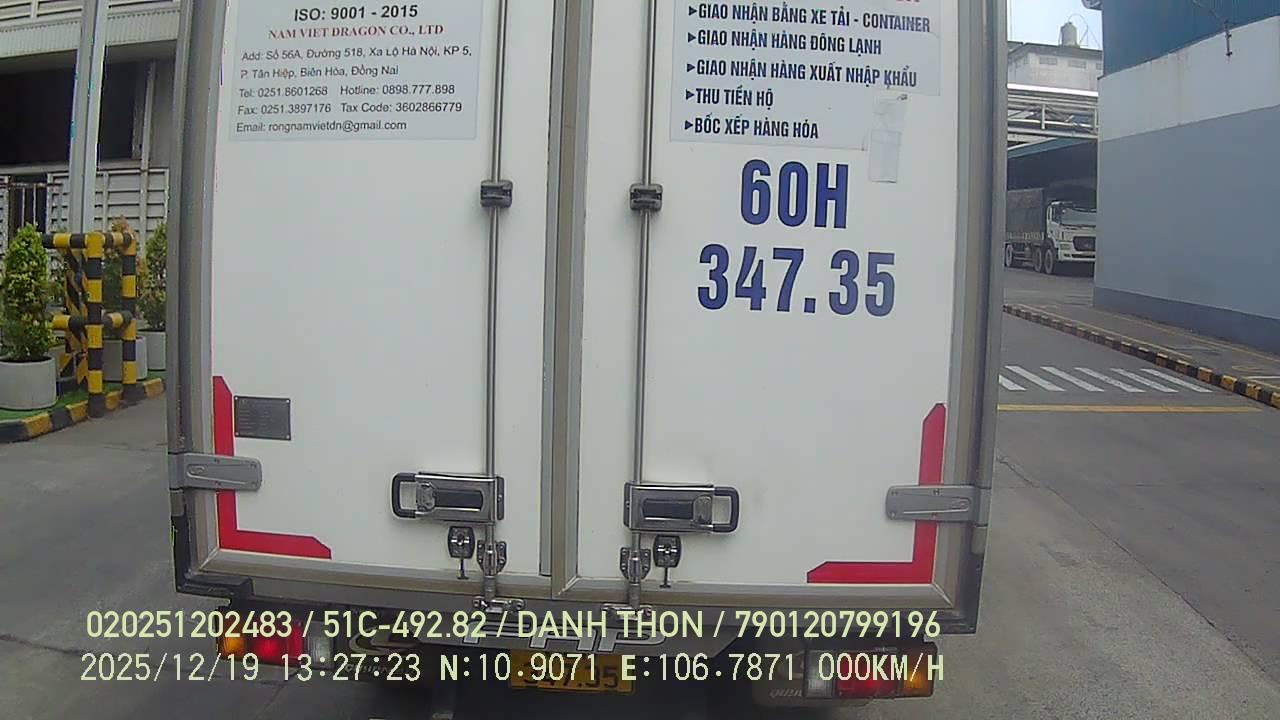 ISO: 9001 - 2015
NAM VIET DRAGON CO., LTD
Add: Số 56A, Đường 518, Xa Lộ Hà Nội, KP 5,
P. Tân Hiệp, Biên Hòa, Đồng Nai
Tel: 0251.8601268 Hotline: 0898.777.898
Fax: 0251.3897176 Tax Code: 3602866779
Email: rongnamvietdn@gmail.com
▸GIAO NHẬN BẰNG XE TẢI - CONTAINER
▸GIAO NHẬN HÀNG ĐÔNG LẠNH
▸GIAO NHẬN HÀNG XUẤT NHẬP KHẨU
▸THU TIỀN HỘ
▸BỐC XẾP HÀNG HÓA
60H
347.35
347.35
020251202483 / 51C-492.82 / DANH THON / 790120799196
2025/12/19 13:27:23 N:10.9071 E:106.7871 000KM/H